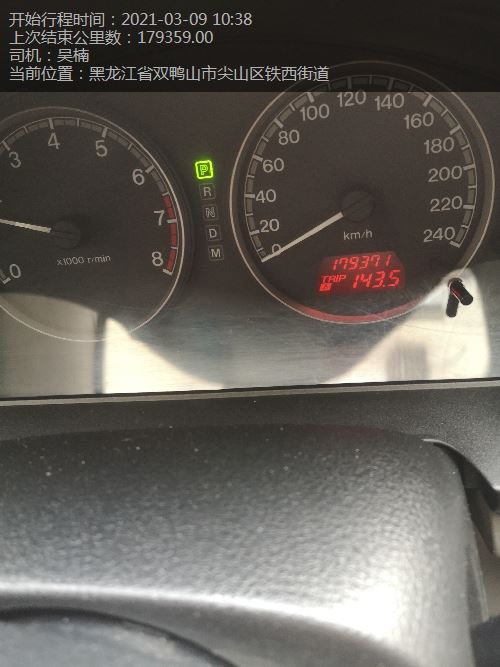 开始行程时间：2021-03-09 10:38
上次结束公里数：179359.00
司机：吴楠
当前位置：黑龙江省双鸭山市尖山区铁西街道
0
3
4
5
6
7
8
x1000 r/min
P
R
N
D
M
0
20
40
60
80
100
120
140
160
180
200
220
240
km/h
179371
TRIP A 143.5